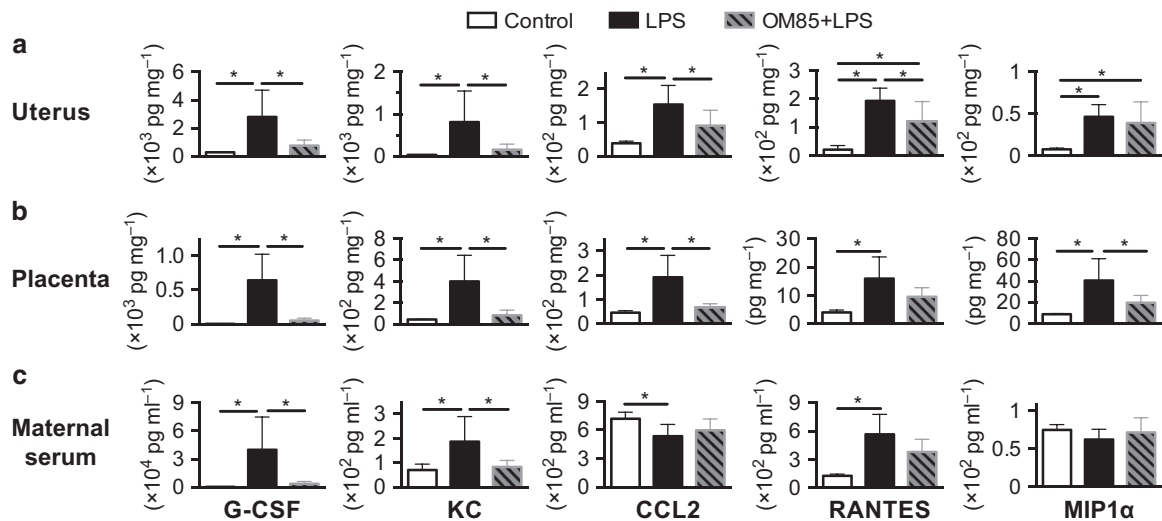 Control LPS OM85+LPS
a
Uterus
(×10³ pg mg⁻¹) 6 4 2 0 * *
(×10³ pg mg⁻¹) 2 1 0 * *
(×10² pg mg⁻¹) 3 2 1 0 * *
(×10² pg mg⁻¹) 3 2 1 0 * * *
(×10² pg mg⁻¹) 1 0.5 0 * *
b
Placenta
(×10³ pg mg⁻¹) 1.0 0.5 0 * *
(×10² pg mg⁻¹) 8 6 4 2 0 * *
(×10² pg mg⁻¹) 3 2 1 0 * *
(pg mg⁻¹) 30 20 10 0 *
(pg mg⁻¹) 80 60 40 20 0 * *
c
Maternal
serum
(×10⁴ pg ml⁻¹) 9 6 3 0 * *
(×10² pg ml⁻¹) 3 2 1 0 * *
(×10² pg ml⁻¹) 9 6 3 0 *
(×10² pg ml⁻¹) 9 6 3 0 *
(×10² pg ml⁻¹) 1 0.5 0
G-CSF KC CCL2 RANTES MIP1α